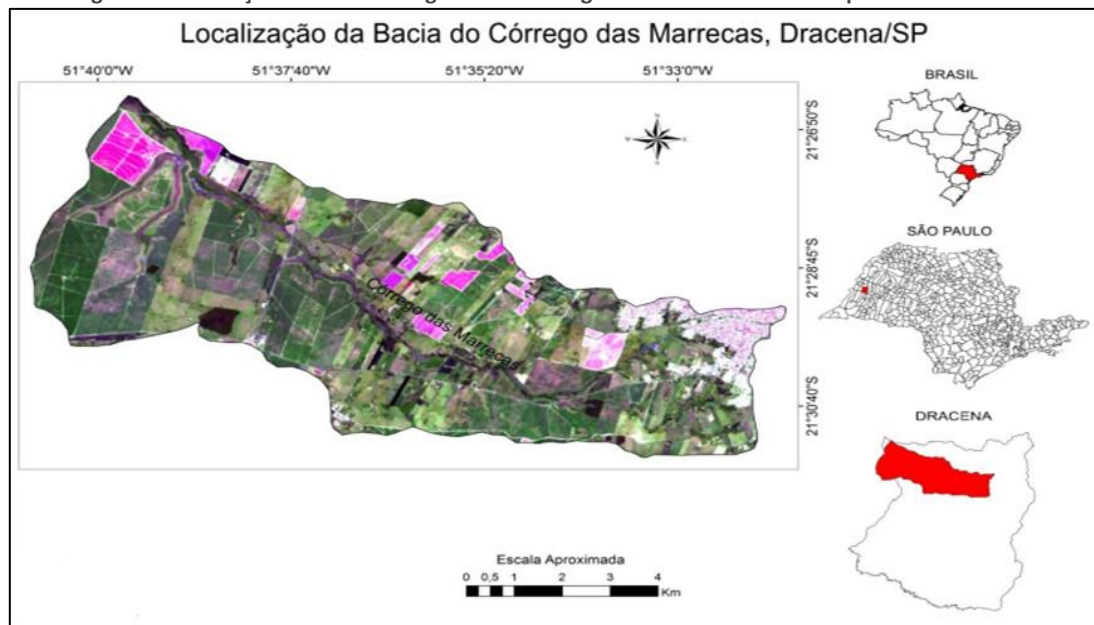 Localização da Bacia do Córrego das Marrecas, Dracena/SP
51°40'0"W 51°37'40"W 51°35'20"W 51°33'0"W
BRASIL
21°26'50"S
SÃO PAULO
21°28'45"S
Córrego das Marrecas
21°30'40"S
DRACENA
Escala Aproximada
0 0,5 1 2 3 4
Km